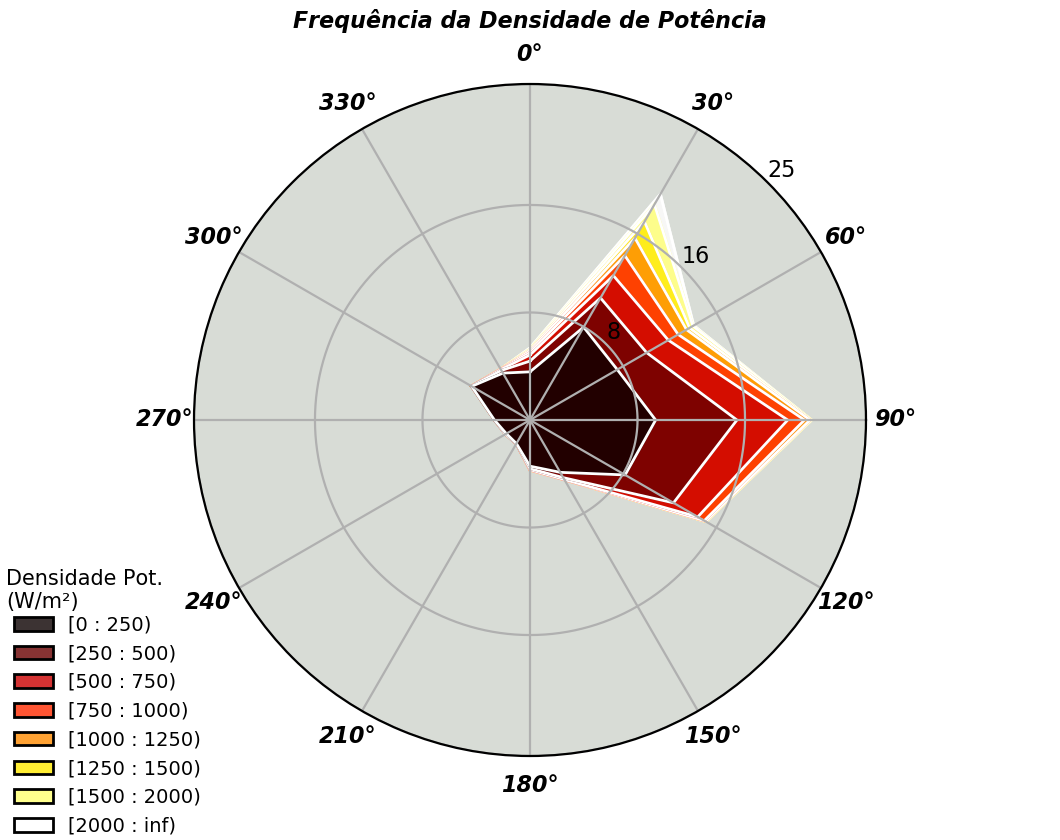 Frequência da Densidade de Potência
0°
30°
60°
90°
120°
150°
180°
210°
240°
270°
300°
330°
8
16
25
Densidade Pot.
(W/m²)
[0 : 250)
[250 : 500)
[500 : 750)
[750 : 1000)
[1000 : 1250)
[1250 : 1500)
[1500 : 2000)
[2000 : inf)